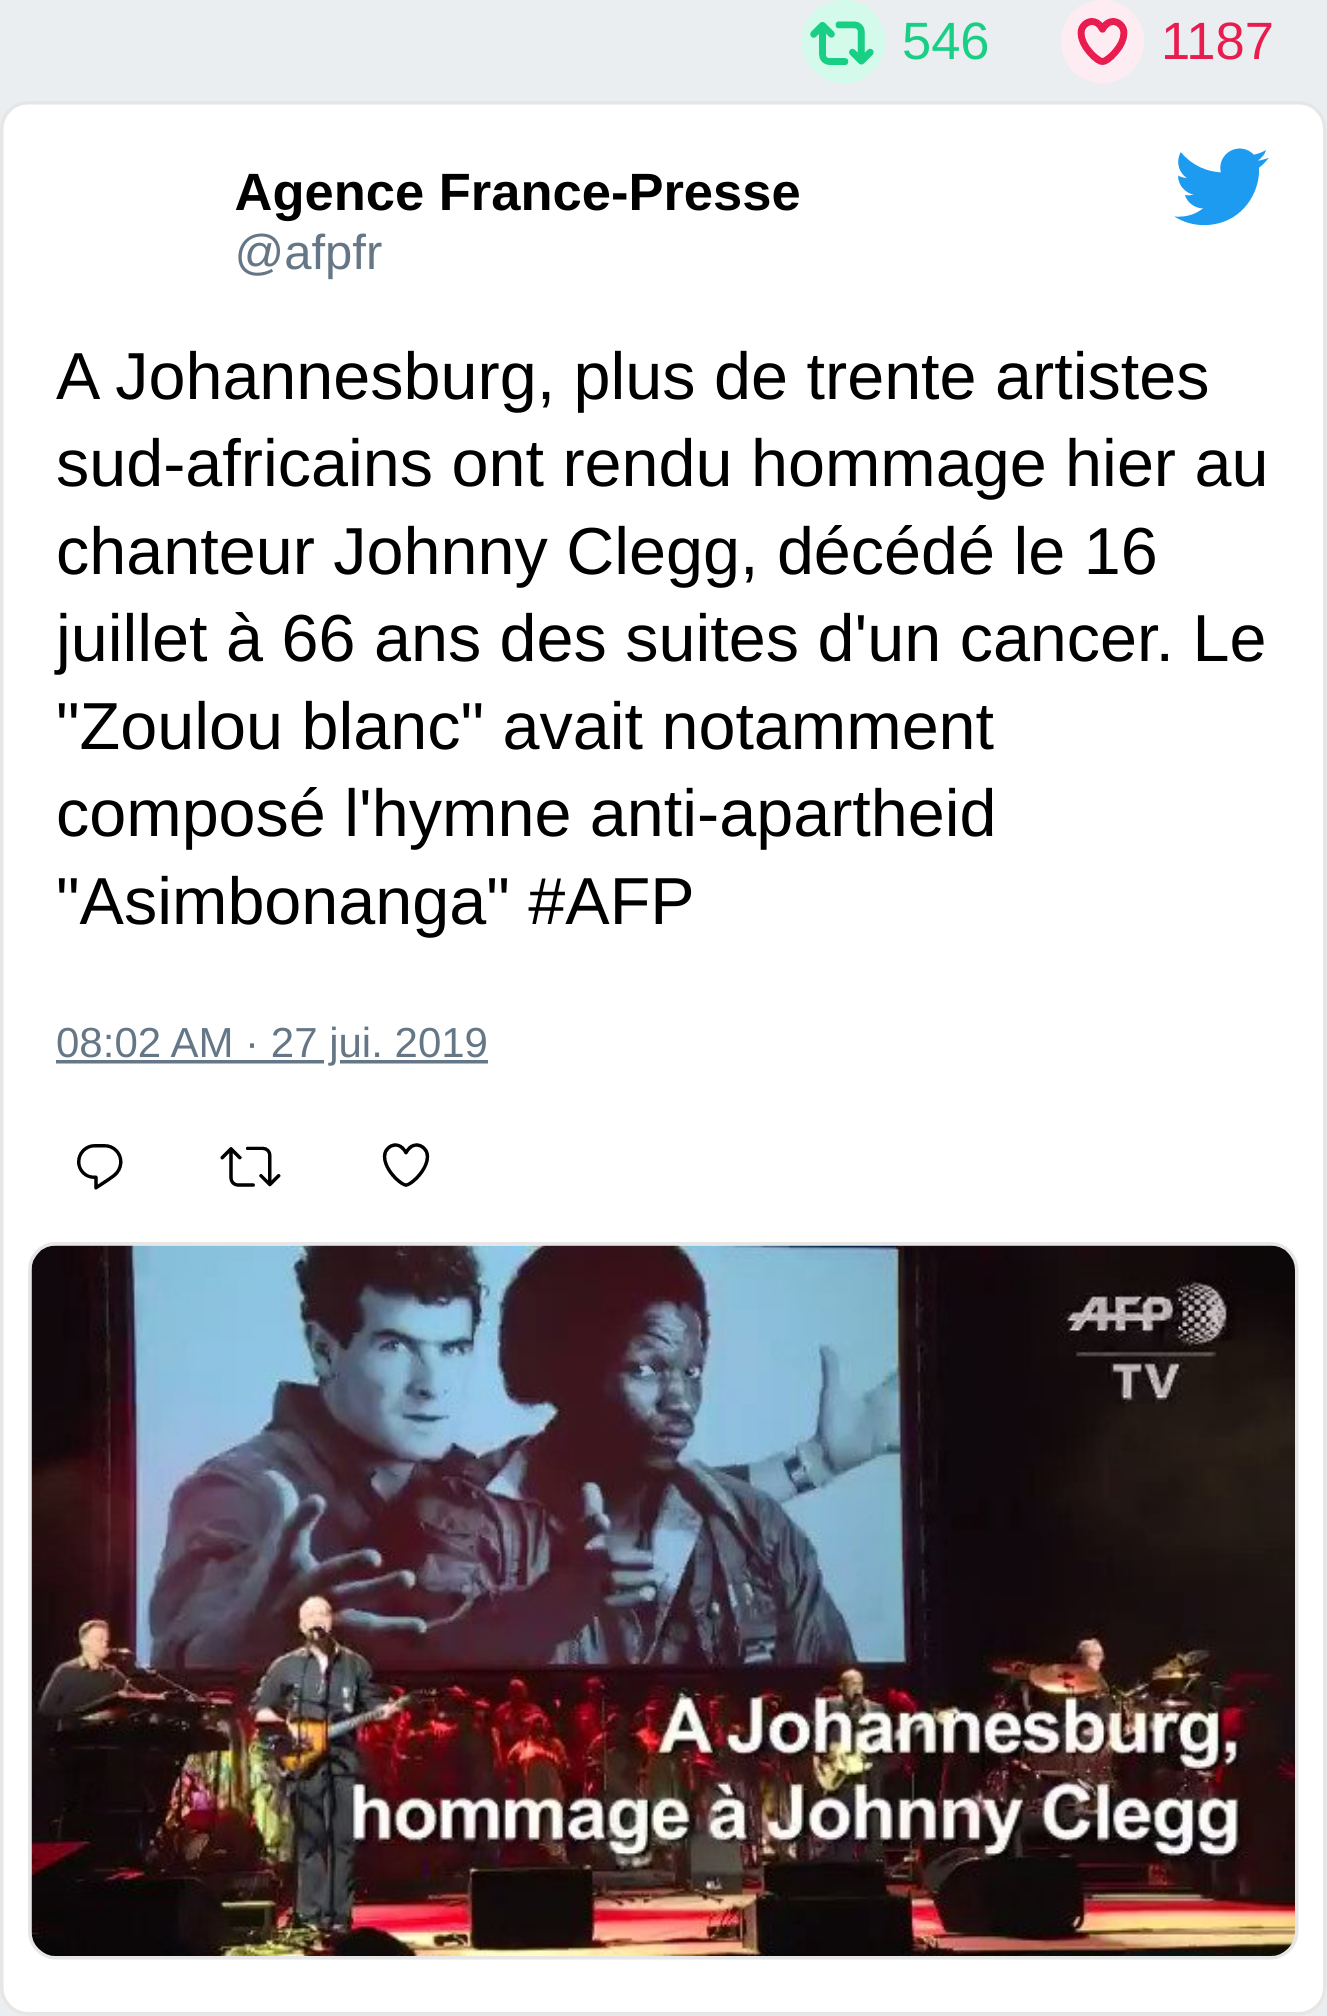 546 1187
Agence France-Presse
@afpfr
A Johannesburg, plus de trente artistes
sud-africains ont rendu hommage hier au
chanteur Johnny Clegg, décédé le 16
juillet à 66 ans des suites d'un cancer. Le
"Zoulou blanc" avait notamment
composé l'hymne anti-apartheid
"Asimbonanga" #AFP
08:02 AM · 27 jui. 2019
AFP
TV
A Johannesburg,
hommage à Johnny Clegg